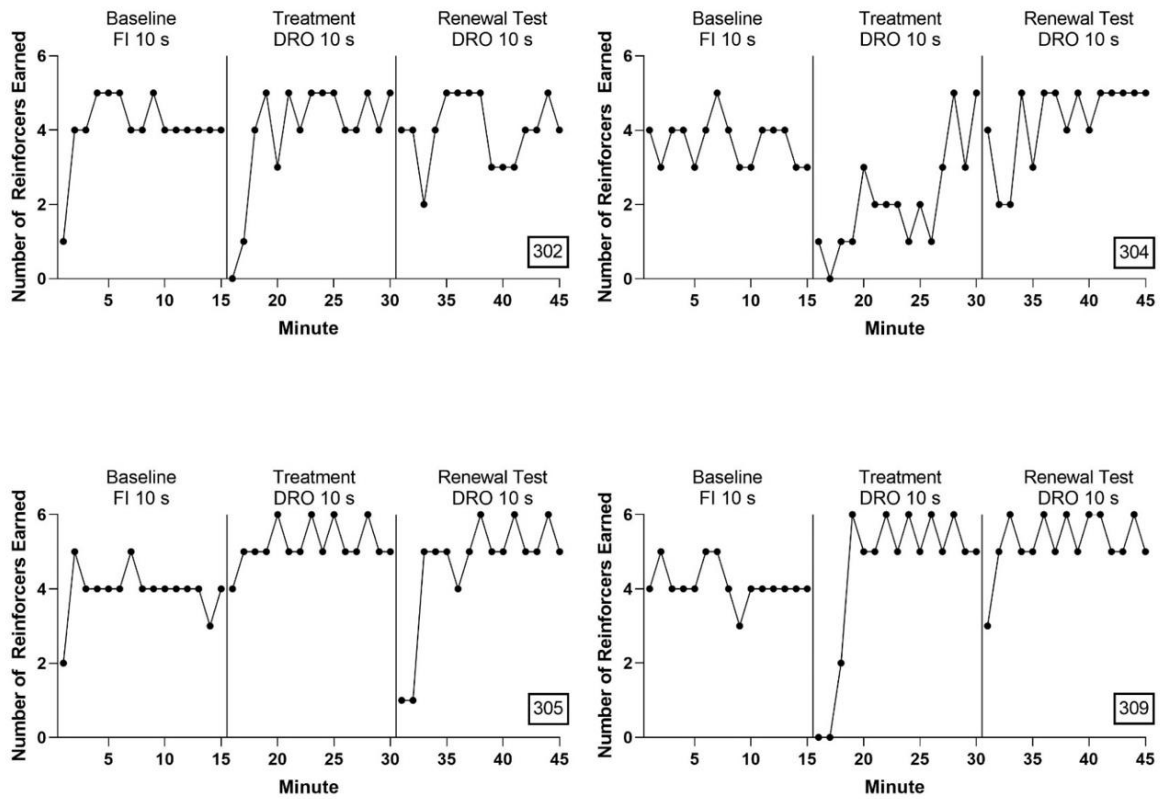 Baseline Treatment Renewal Test
FI 10 s DRO 10 s DRO 10 s
Number of Reinforcers Earned
6
4
2
0
302
5 10 15 20 25 30 35 40 45
Minute
Baseline Treatment Renewal Test
FI 10 s DRO 10 s DRO 10 s
Number of Reinforcers Earned
6
4
2
0
304
5 10 15 20 25 30 35 40 45
Minute
Baseline Treatment Renewal Test
FI 10 s DRO 10 s DRO 10 s
Number of Reinforcers Earned
6
4
2
0
305
5 10 15 20 25 30 35 40 45
Minute
Baseline Treatment Renewal Test
FI 10 s DRO 10 s DRO 10 s
Number of Reinforcers Earned
6
4
2
0
309
5 10 15 20 25 30 35 40 45
Minute